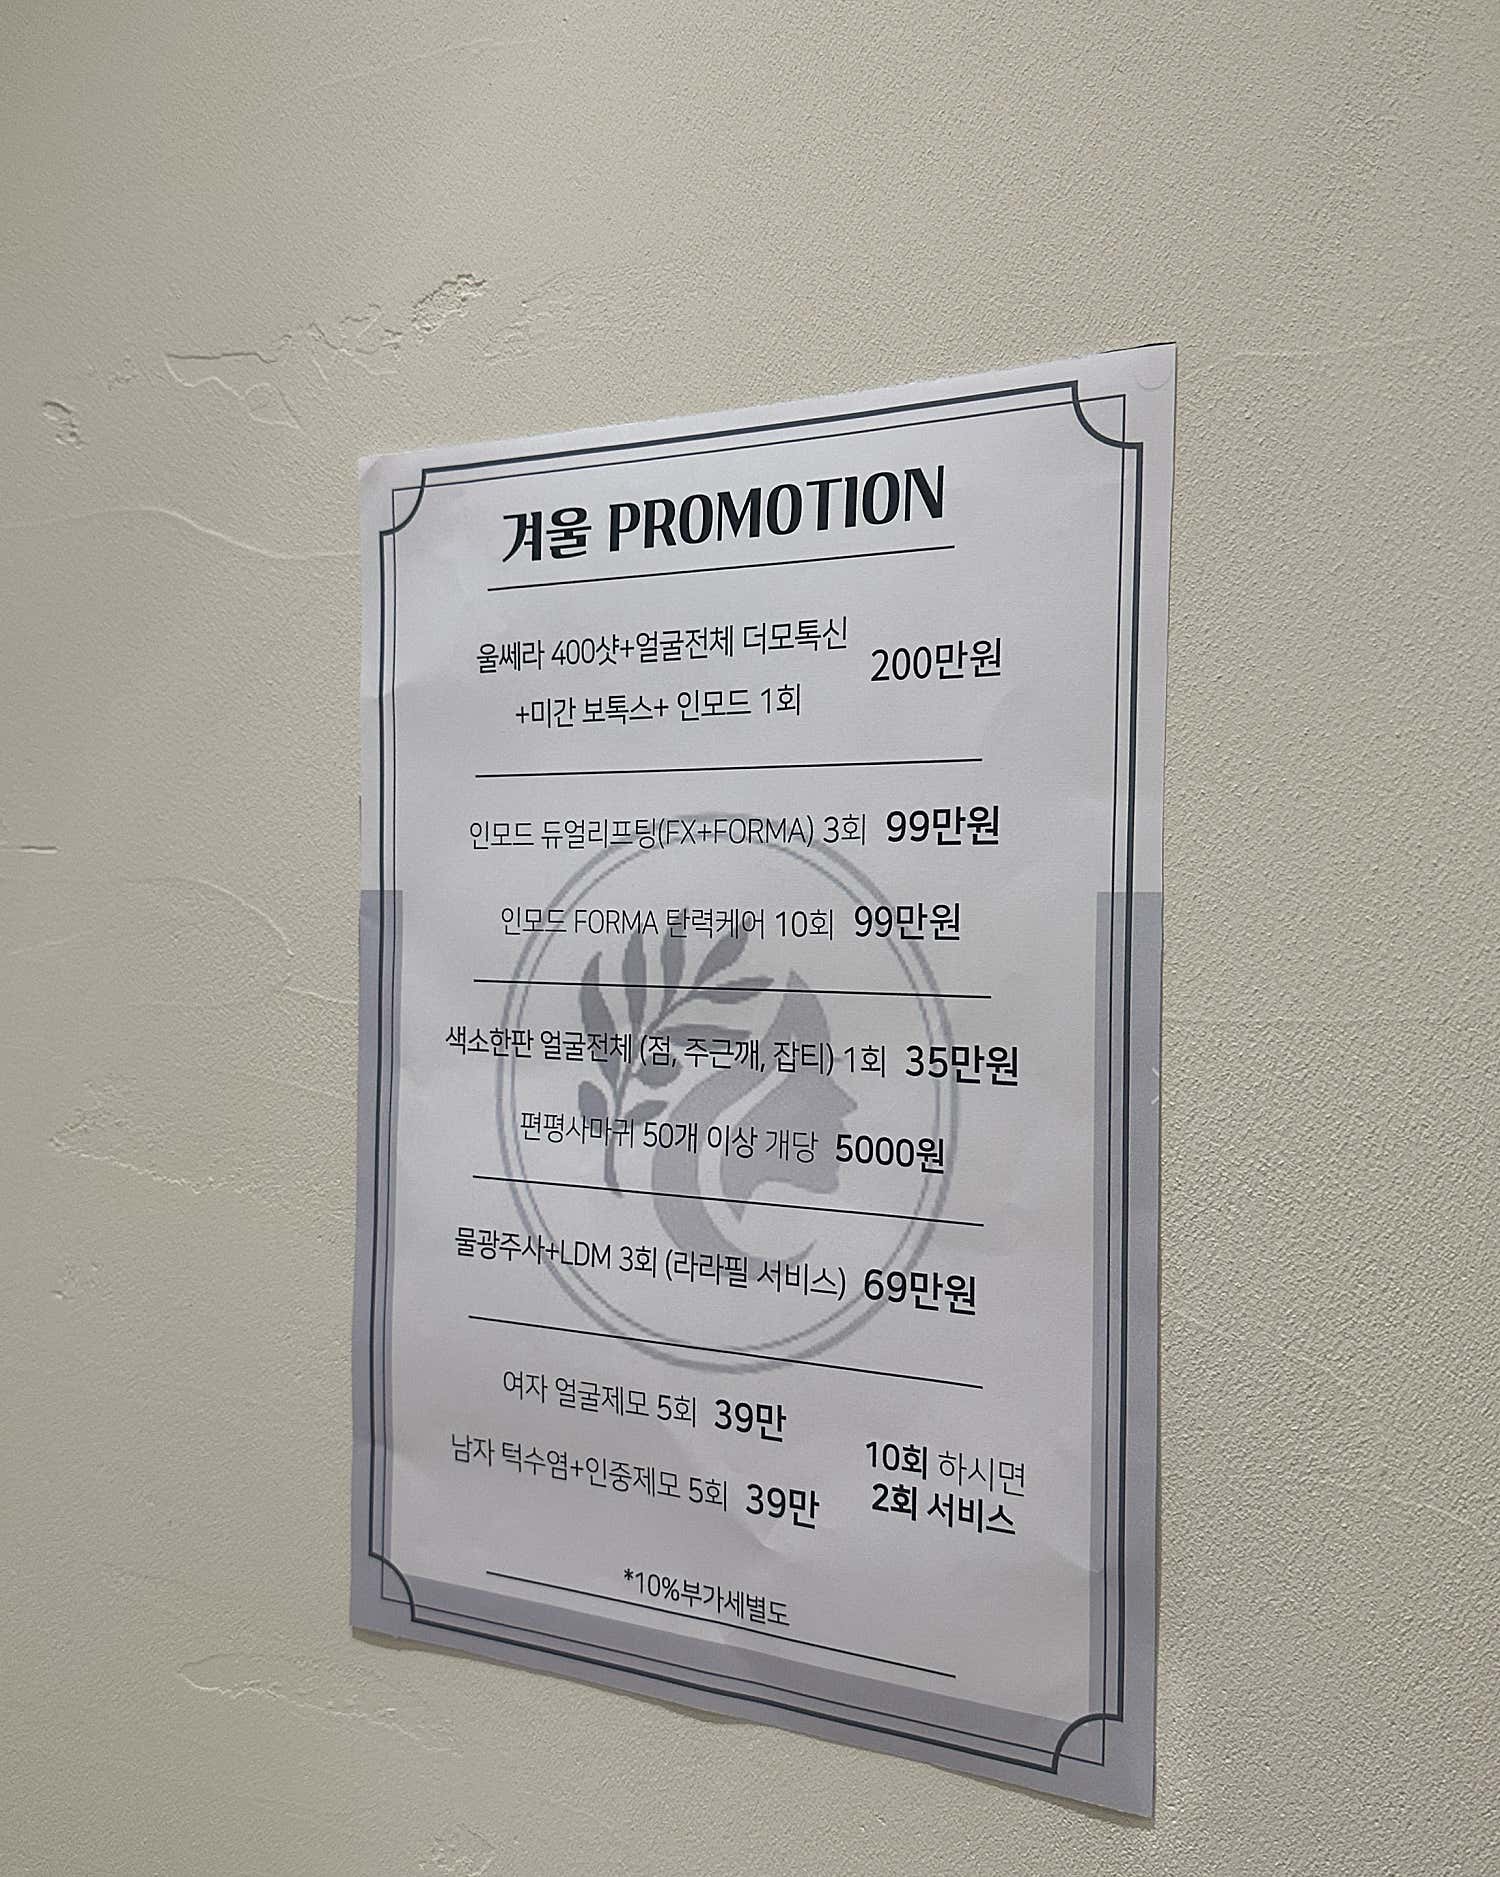 겨울 PROMOTION
울쎄라 400샷+얼굴전체 더모톡신
+미간 보톡스+ 인모드 1회
200만원
인모드 듀얼리프팅(FX+FORMA) 3회 99만원
인모드 FORMA 탄력케어 10회 99만원
색소한판 얼굴전체 (점, 주근깨, 잡티) 1회 35만원
편평사마귀 50개 이상 개당 5000원
물광주사+LDM 3회 (라라필 서비스) 69만원
여자 얼굴제모 5회 39만
남자 턱수염+인중제모 5회 39만
10회 하시면
2회 서비스
*10%부가세별도